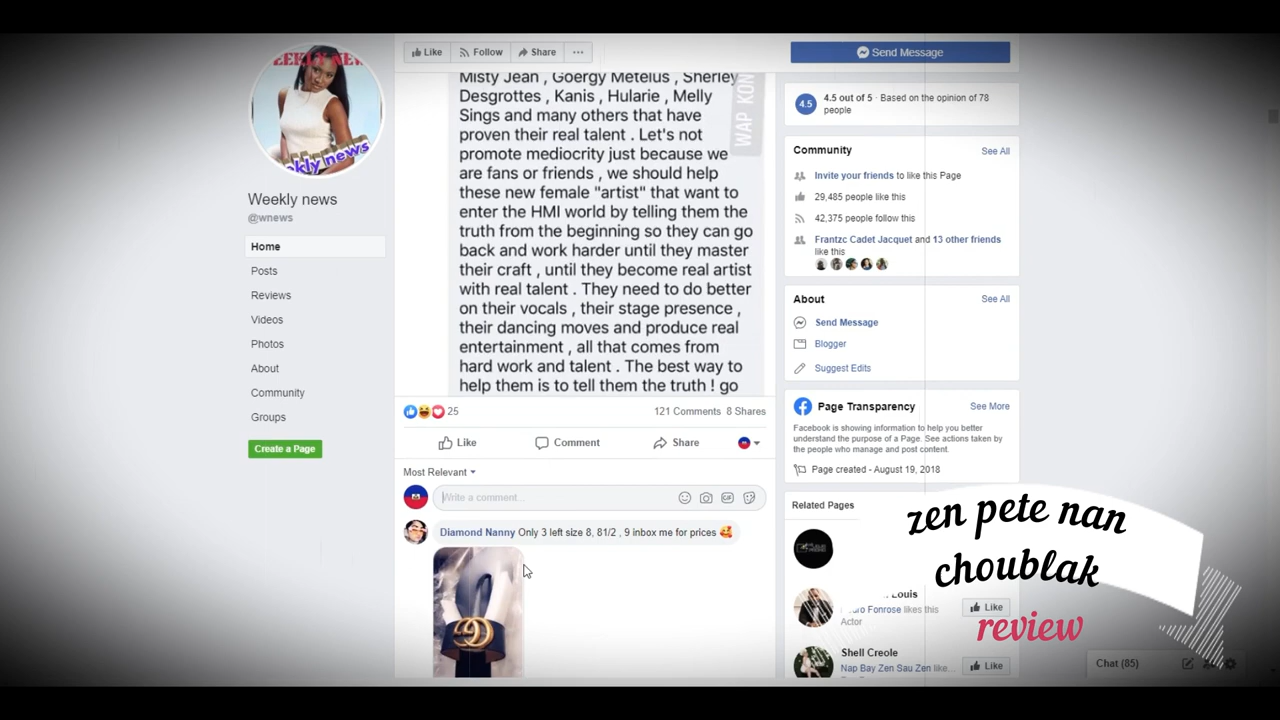 EEKLY NEW
ekly news
Weekly news
@wnews
Home
Posts
Reviews
Videos
Photos
About
Community
Groups
Create a Page
Like
Follow
Share
Misty Jean , Goergy Metelus , Sherley
Desgrottes , Kanis , Hularie , Melly
Sings and many others that have
proven their real talent . Let's not
promote mediocrity just because we
are fans or friends , we should help
these new female "artist" that want to
enter the HMI world by telling them the
truth from the beginning so they can go
back and work harder until they master
their craft , until they become real artist
with real talent . They need to do better
on their vocals , their stage presence ,
their dancing moves and produce real
entertainment , all that comes from
hard work and talent . The best way to
help them is to tell them the truth ! go
WAP KON
25
121 Comments 8 Shares
Like
Comment
Share
Most Relevant
Write a comment...
GIF
Diamond Nanny Only 3 left size 8, 81/2 , 9 inbox me for prices
Send Message
4.5
4.5 out of 5 · Based on the opinion of 78
people
Community
See All
Invite your friends to like this Page
29,485 people like this
42,375 people follow this
Frantzc Cadet Jacquet and 13 other friends
like this
About
See All
Send Message
Blogger
Suggest Edits
Page Transparency
See More
Facebook is showing information to help you better
understand the purpose of a Page. See actions taken by
the people who manage and post content.
Page created - August 19, 2018
Related Pages
Louis
Fonrose likes this
Actor
Like
Shell Creole
Nap Bay Zen Sau Zen like...
Like
zen pete nan
choublak
review
Chat (85)